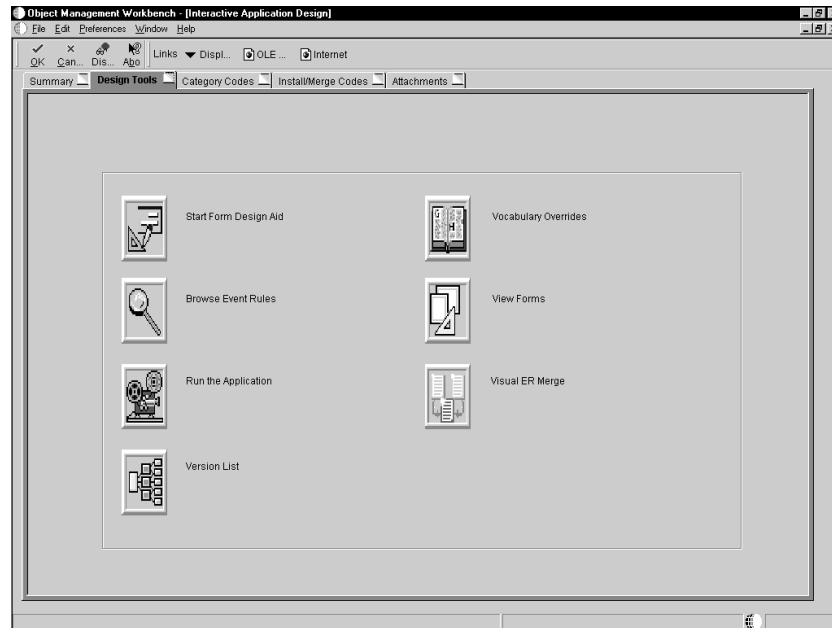 Object Management Workbench - [Interactive Application Design]
File Edit Preferences Window Help
OK Can... Dis... Abo Links Displ... OLE ... Internet
Summary Design Tools Category Codes Install/Merge Codes Attachments
Start Form Design Aid Vocabulary Overrides
Browse Event Rules View Forms
Run the Application Visual ER Merge
Version List